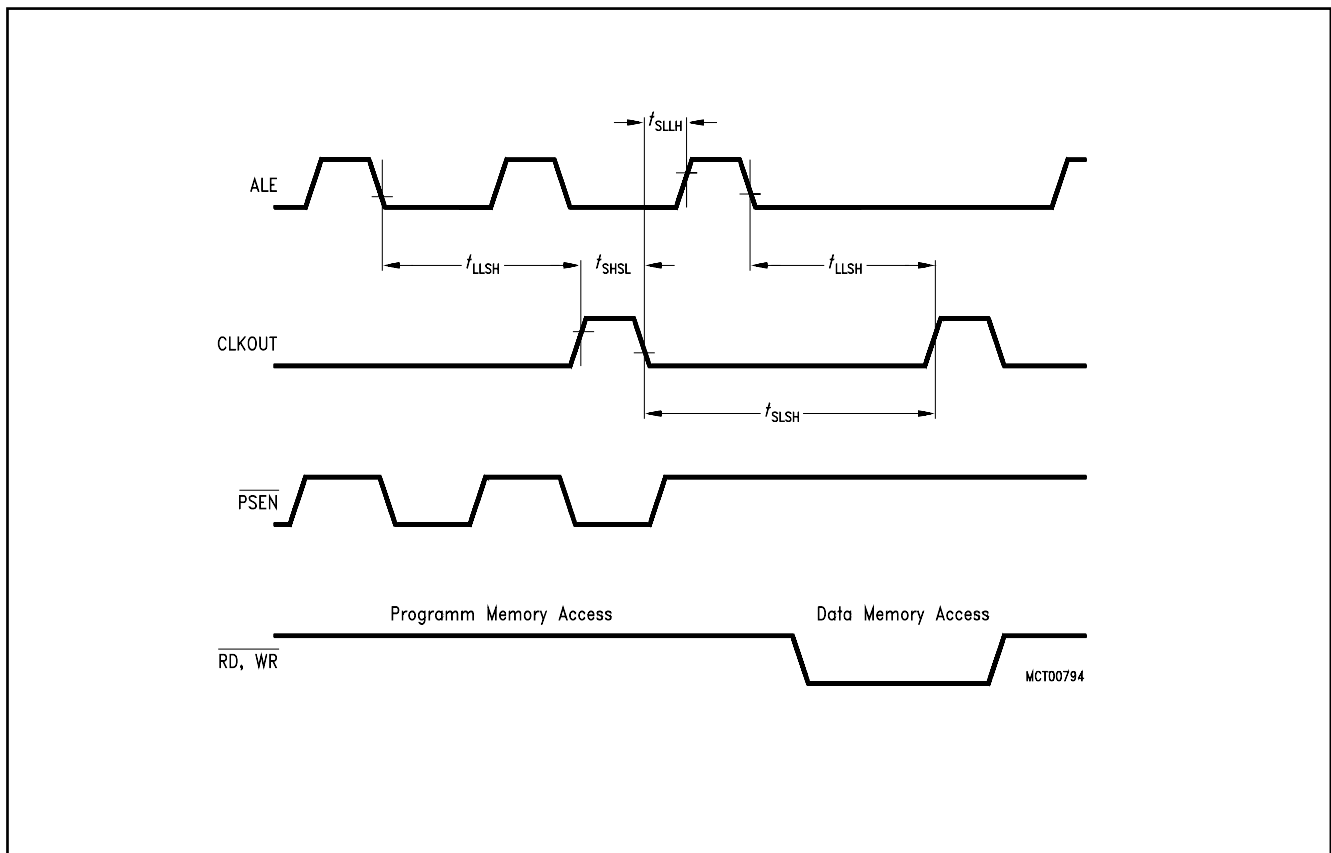 tSLLH
ALE
tLLSH
tSHSL
tLLSH
CLKOUT
tSLSH
PSEN
Programm Memory Access
Data Memory Access
RD, WR
MCT00794